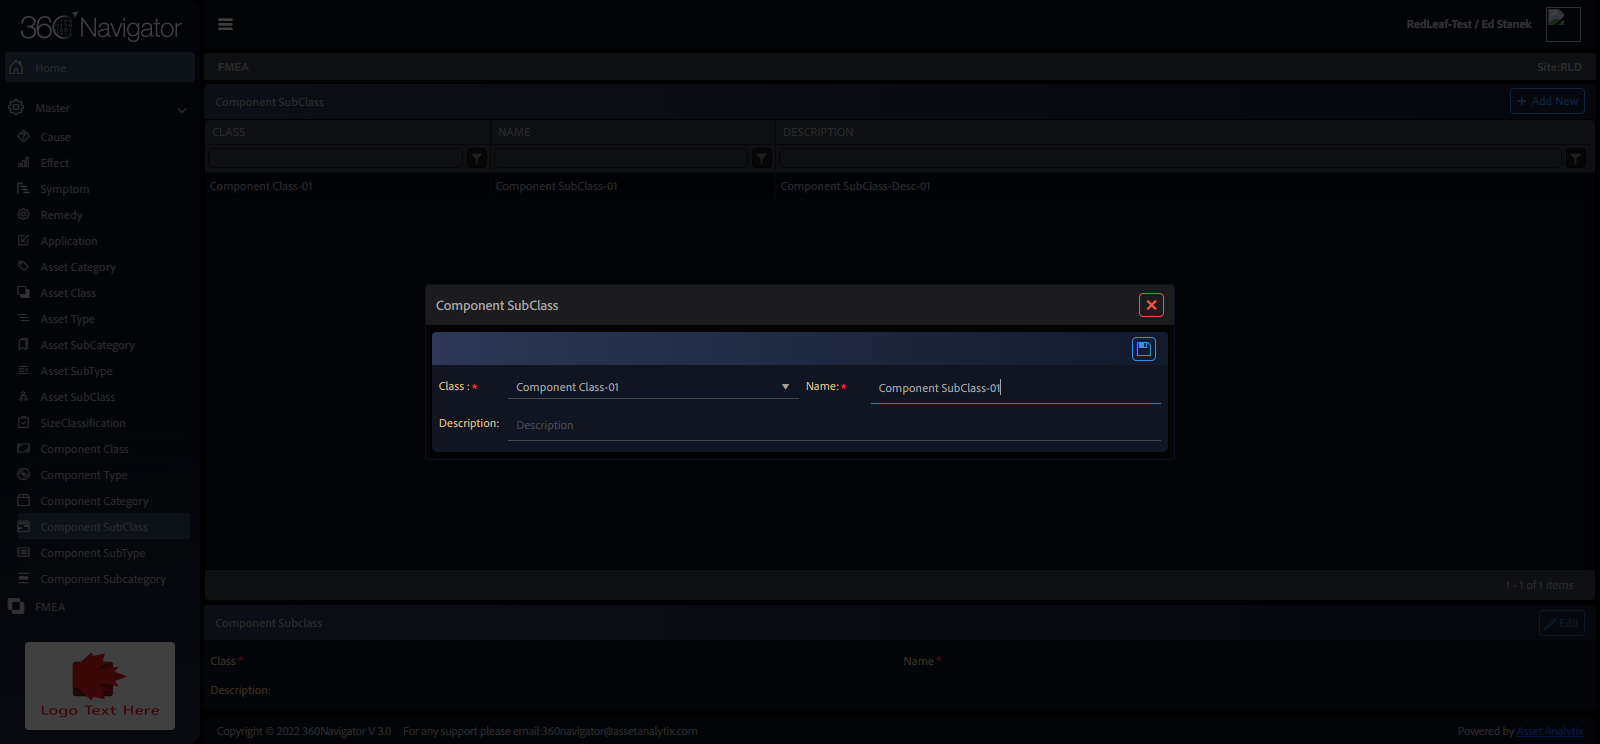 360 Navigator
RedLeaf-Test / Ed Stanek
Home
FMEA
Site:RLD
Master
Component SubClass
+ Add New
Cause
CLASS
NAME
DESCRIPTION
Effect
Symptom
Component Class-01
Component SubClass-01
Component SubClass-Desc-01
Remedy
Application
Asset Category
Asset Class
Asset Type
Asset SubCategory
Asset SubType
Asset SubClass
SizeClassification
Component Class
Component Type
Component Category
Component SubClass
Component SubType
Component Subcategory
FMEA
Component SubClass
Class : *
Component Class-01
Name: *
Component SubClass-01
Description:
Description
1 - 1 of 1 items
Component Subclass
Edit
Class *
Name *
Description:
Logo Text Here
Copyright © 2022 360Navigator V 3.0
For any support please email:360navigator@assetanalytix.com
Powered by Asset Analytix